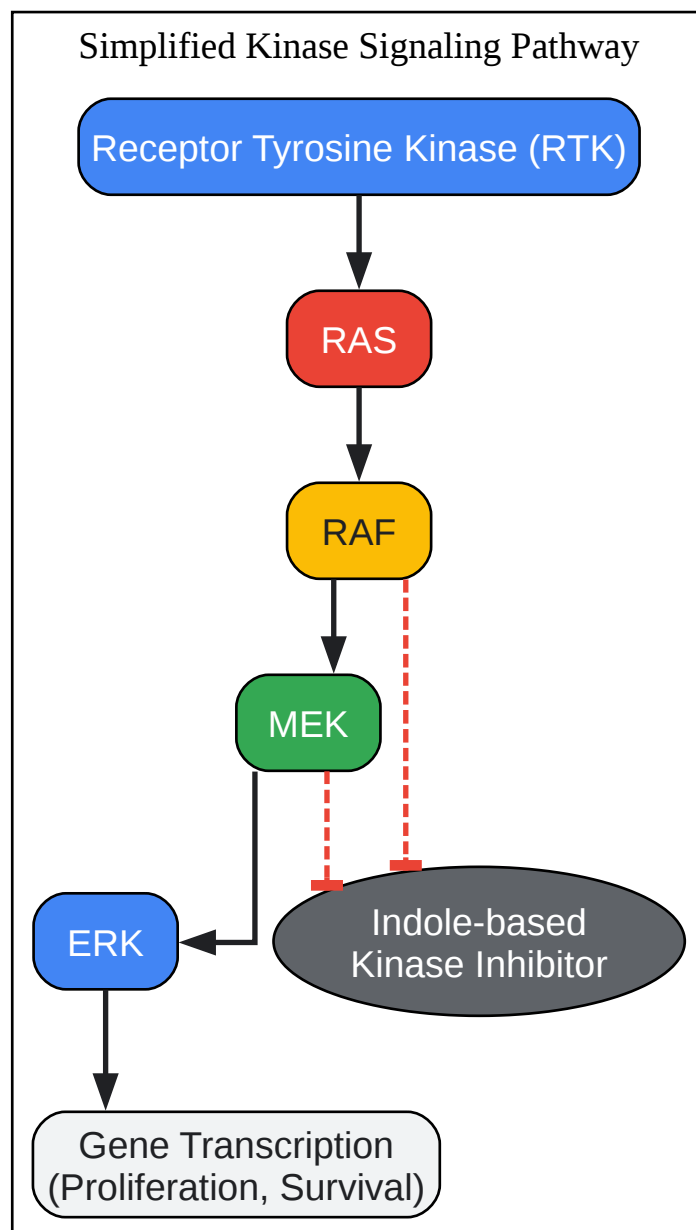 Simplified Kinase Signaling Pathway
Receptor Tyrosine Kinase (RTK)
RAS
RAF
MEK
ERK
Indole-based
Kinase Inhibitor
Gene Transcription
(Proliferation, Survival)